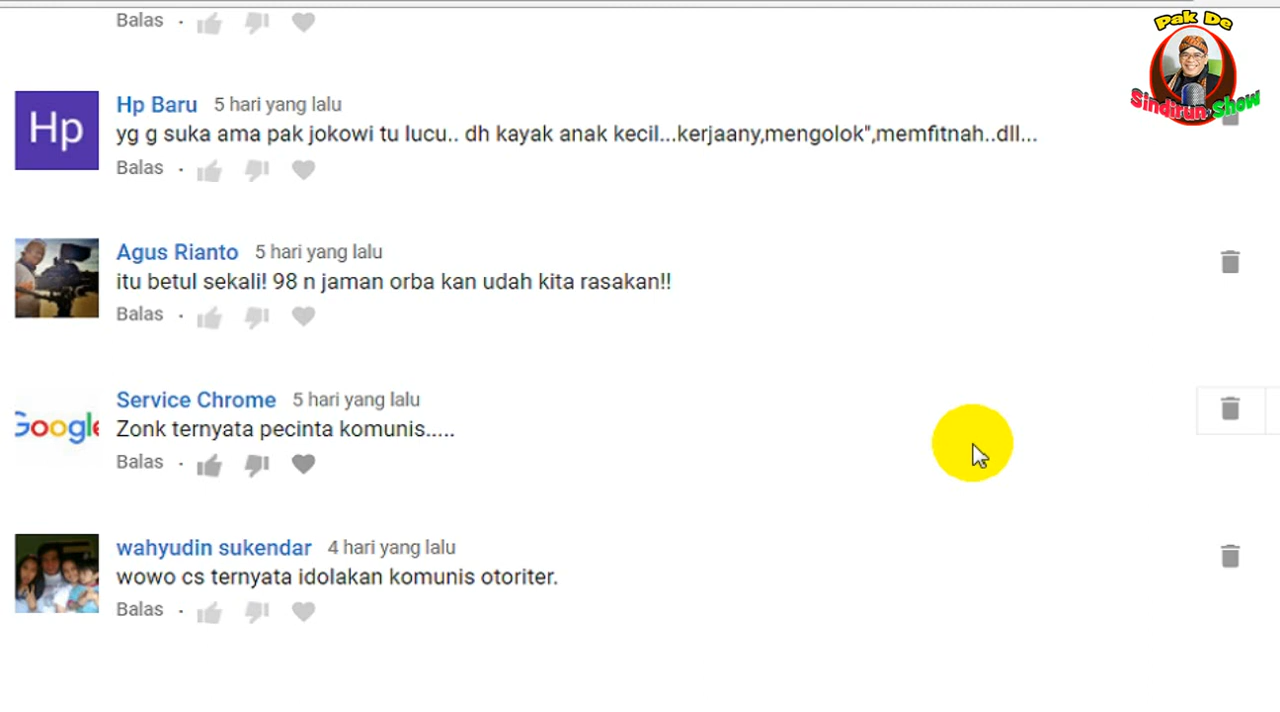 Balas
Pak De
Sindirun Show
Hp
Hp Baru 5 hari yang lalu
yg g suka ama pak jokowi tu lucu.. dh kayak anak kecil...kerjaany,mengolok",memfitnah..dll...
Balas
Agus Rianto 5 hari yang lalu
itu betul sekali! 98 n jaman orba kan udah kita rasakan!!
Balas
Google
Service Chrome 5 hari yang lalu
Zonk ternyata pecinta komunis.....
Balas
wahyudin sukendar 4 hari yang lalu
wowo cs ternyata idolakan komunis otoriter.
Balas